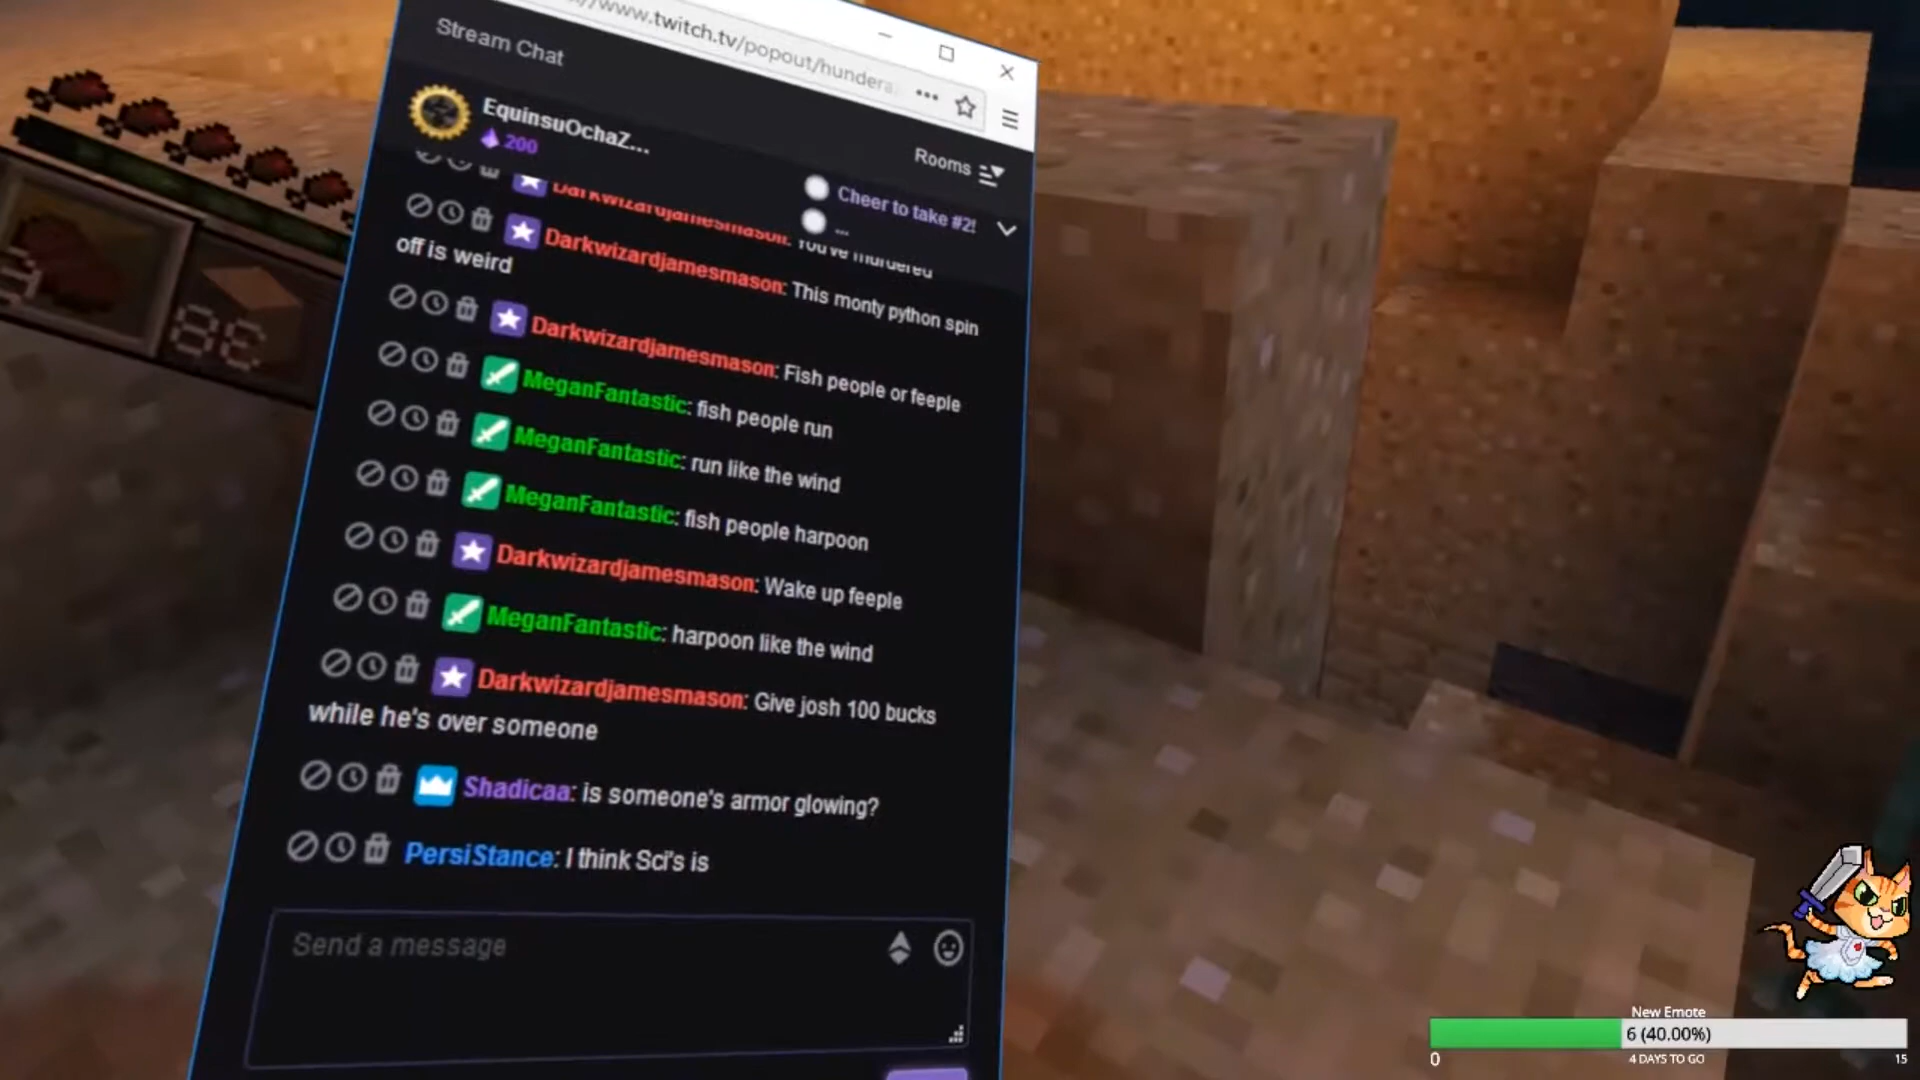 //www.twitch.tv/popout/hundera
Stream Chat
EquinsuOchaZ...
200
Rooms
Cheer to take #2!
...
Darkwizardjamesmason: You've murdered
Darkwizardjamesmason: This monty python spin
off is weird
Darkwizardjamesmason: Fish people or feeple
MeganFantastic: fish people run
MeganFantastic: run like the wind
MeganFantastic: fish people harpoon
Darkwizardjamesmason: Wake up feeple
MeganFantastic: harpoon like the wind
Darkwizardjamesmason: Give josh 100 bucks
while he's over someone
Shadicaa: is someone's armor glowing?
PersiStance: I think Sci's is
Send a message
New Emote
6 (40.00%)
0
4 DAYS TO GO
15